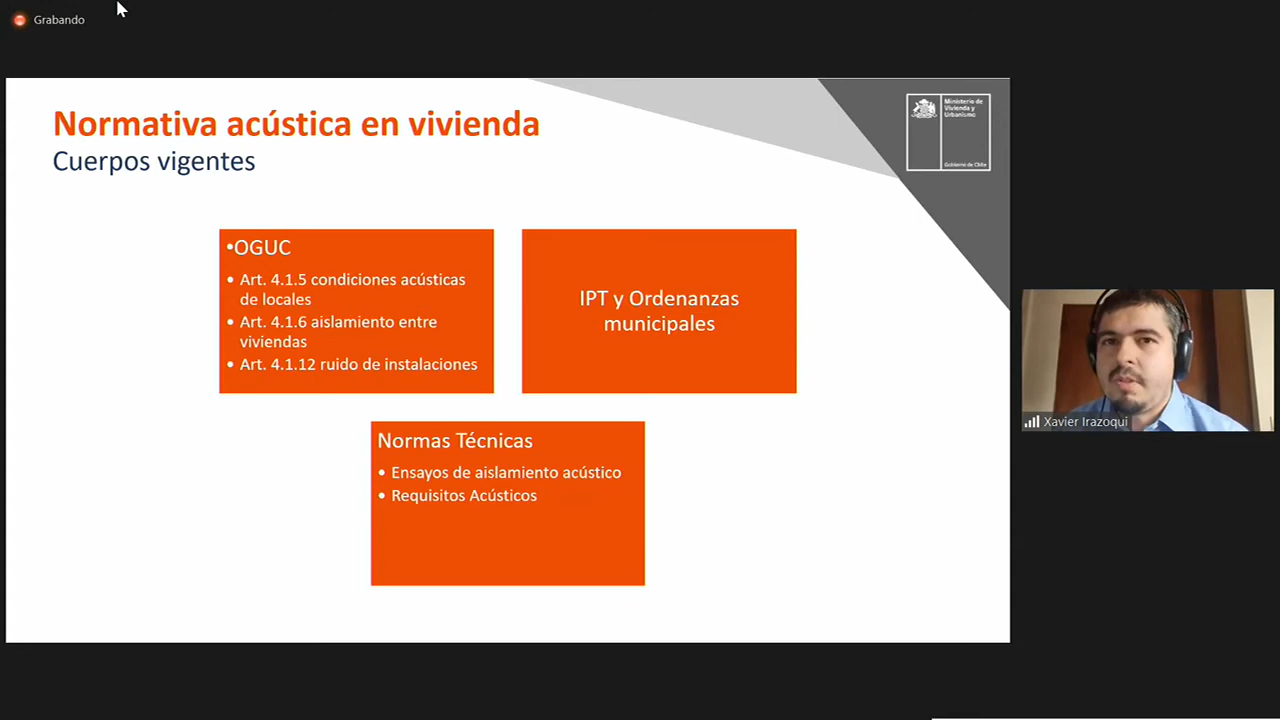 Grabando
Normativa acústica en vivienda
Cuerpos vigentes
Ministerio de
Vivienda y
Urbanismo
Gobierno de Chile
•OGUC
• Art. 4.1.5 condiciones acústicas
de locales
• Art. 4.1.6 aislamiento entre
viviendas
• Art. 4.1.12 ruido de instalaciones
IPT y Ordenanzas
municipales
Normas Técnicas
• Ensayos de aislamiento acústico
• Requisitos Acústicos
Xavier Irazoqui